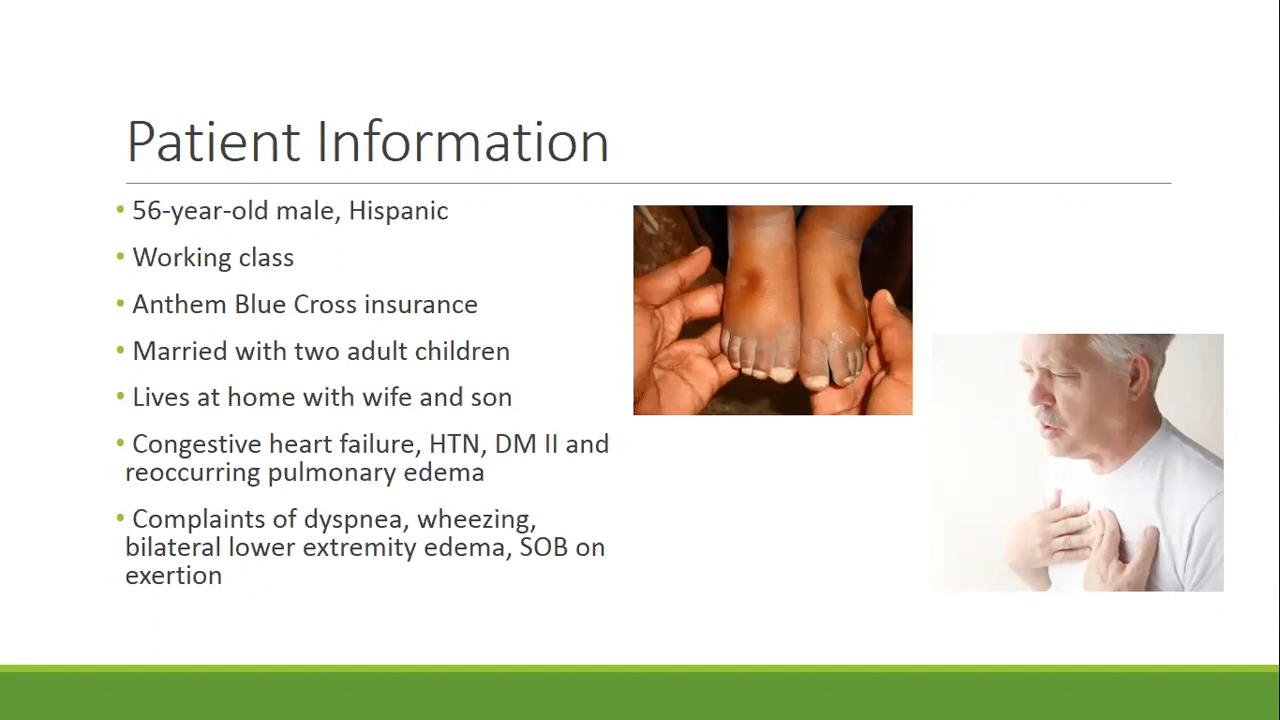 Patient Information
• 56-year-old male, Hispanic
• Working class
• Anthem Blue Cross insurance
• Married with two adult children
• Lives at home with wife and son
• Congestive heart failure, HTN, DM II and
reoccurring pulmonary edema
• Complaints of dyspnea, wheezing,
bilateral lower extremity edema, SOB on
exertion